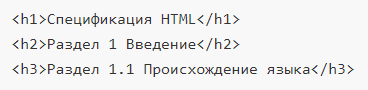 <h1>Спецификация HTML</h1>
<h2>Раздел 1 Введение</h2>
<h3>Раздел 1.1 Происхождение языка</h3>